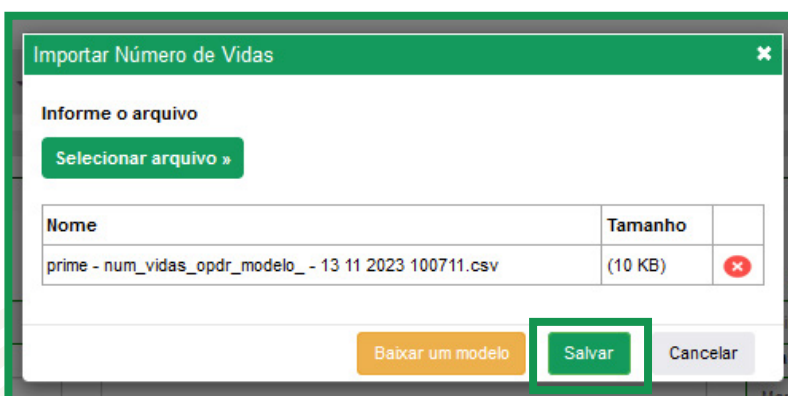 Importar Número de Vidas
Informe o arquivo
Selecionar arquivo »
Nome Tamanho
prime - num_vidas_opdr_modelo_ - 13 11 2023 100711.csv (10 KB)
Baixar um modelo Salvar Cancelar